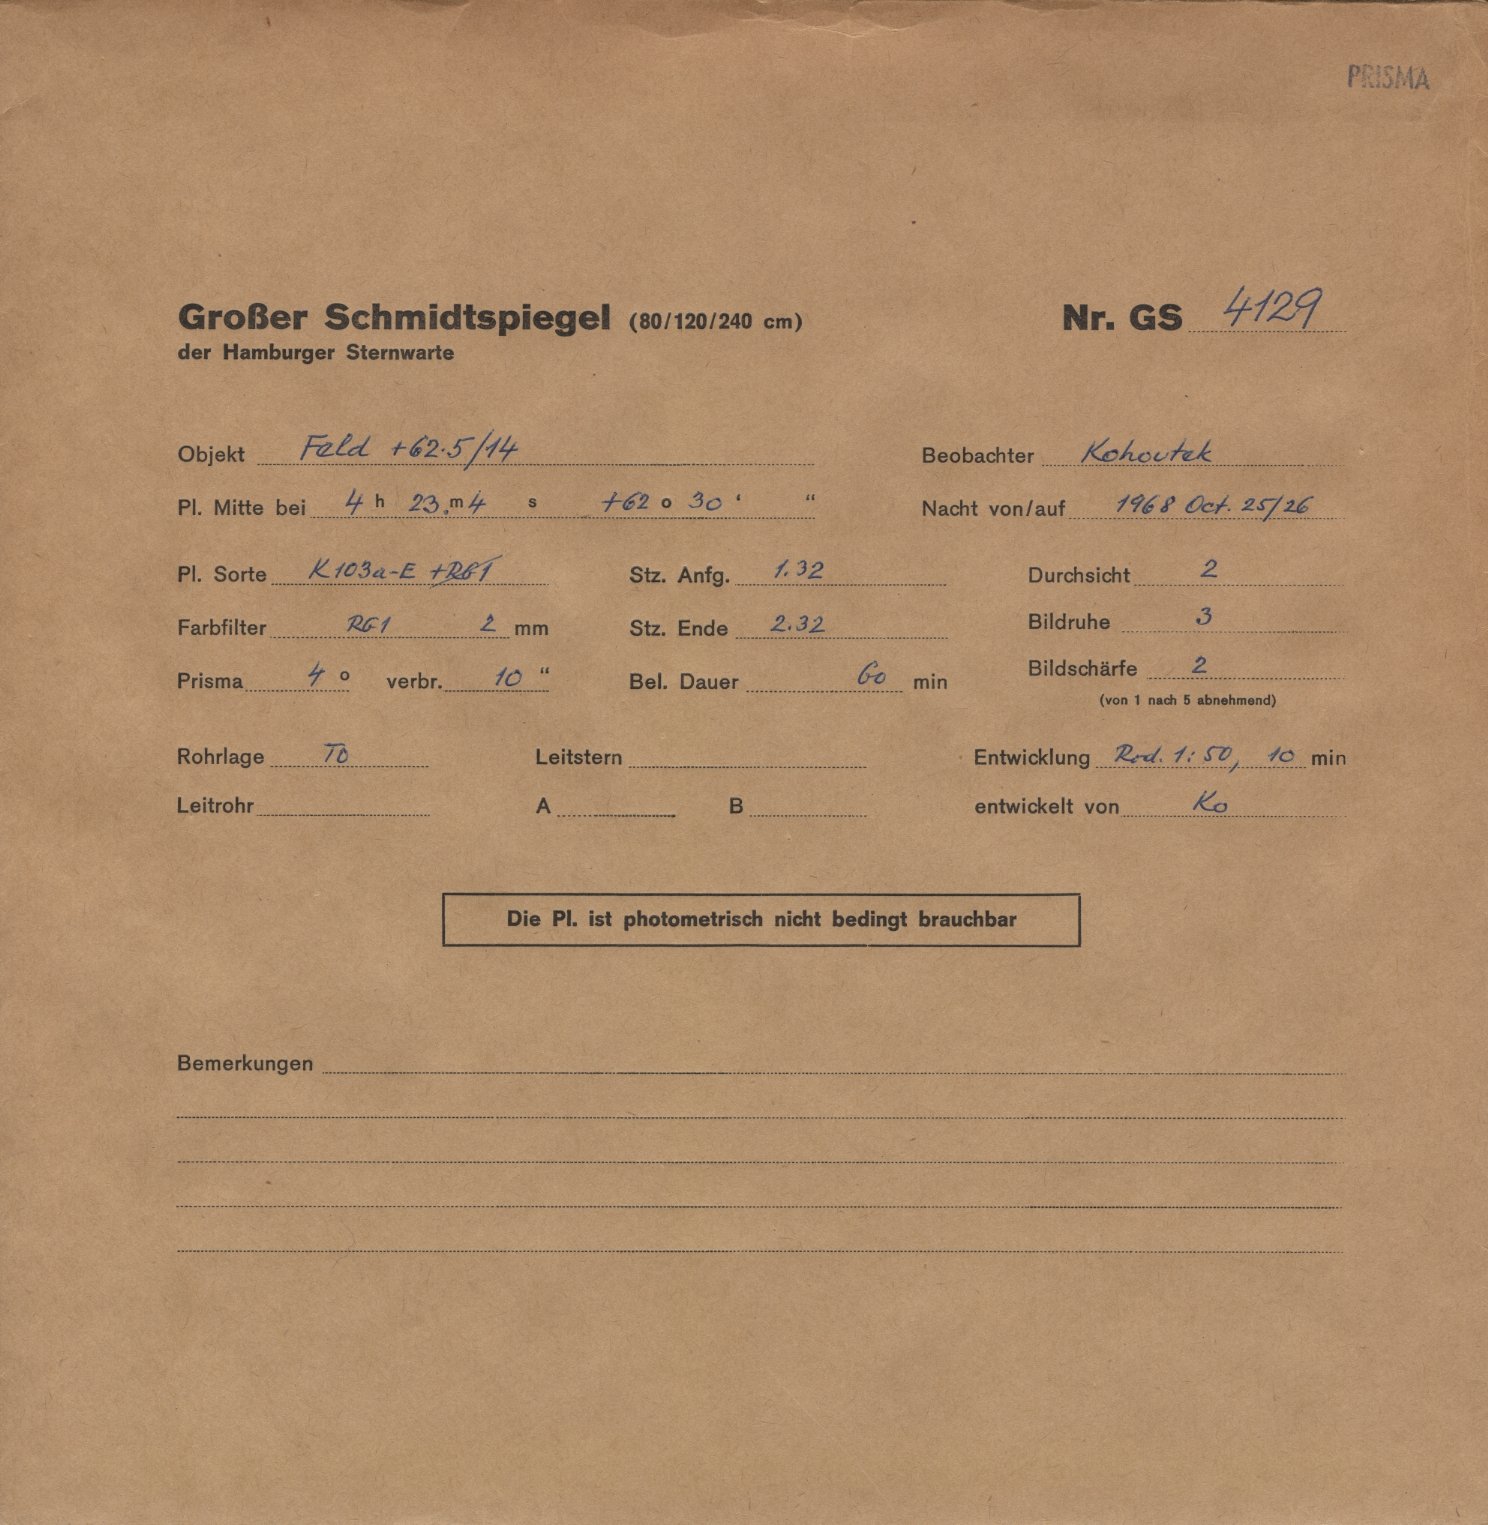 PRISMA
Großer Schmidtspiegel (80/120/240 cm) Nr. GS 4129
der Hamburger Sternwarte
Objekt Feld +62.5/14 Beobachter Kohoutek
Pl. Mitte bei 4 h 23.m4 s +62 o 30 ‘ “ Nacht von/auf 1968 Oct. 25/26
Pl. Sorte K103a-E +RG1 Stz. Anfg. 1.32 Durchsicht 2
Farbfilter RG1 2 mm Stz. Ende 2.32 Bildruhe 3
Prisma 4 o verbr. 10 “ Bel. Dauer 60 min Bildschärfe 2
(von 1 nach 5 abnehmend)
Rohrlage TO Leitstern Entwicklung Rod. 1:50, 10 min
Leitrohr A B entwickelt von Ko
Die Pl. ist photometrisch nicht bedingt brauchbar
Bemerkungen